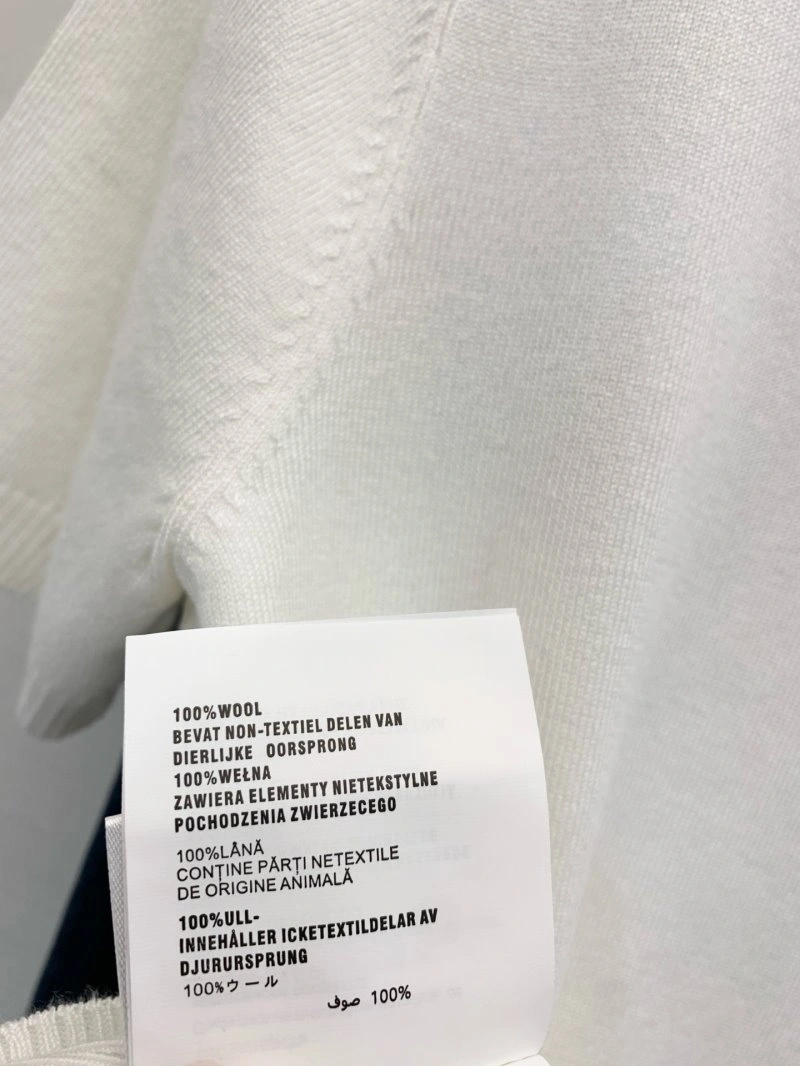 100%WOOL
BEVAT NON-TEXTIEL DELEN VAN
DIERLIJKE OORSPRONG
100%WEŁNA
ZAWIERA ELEMENTY NIETEKSTYLNE
POCHODZENIA ZWIERZECEGO
100%LÂNĂ
CONȚINE PĂRȚI NETEXTILE
DE ORIGINE ANIMALĂ
100%ULL-
INNEHÅLLER ICKETEXTILDELAR AV
DJURURSPRUNG
100%ウール
100% صوف